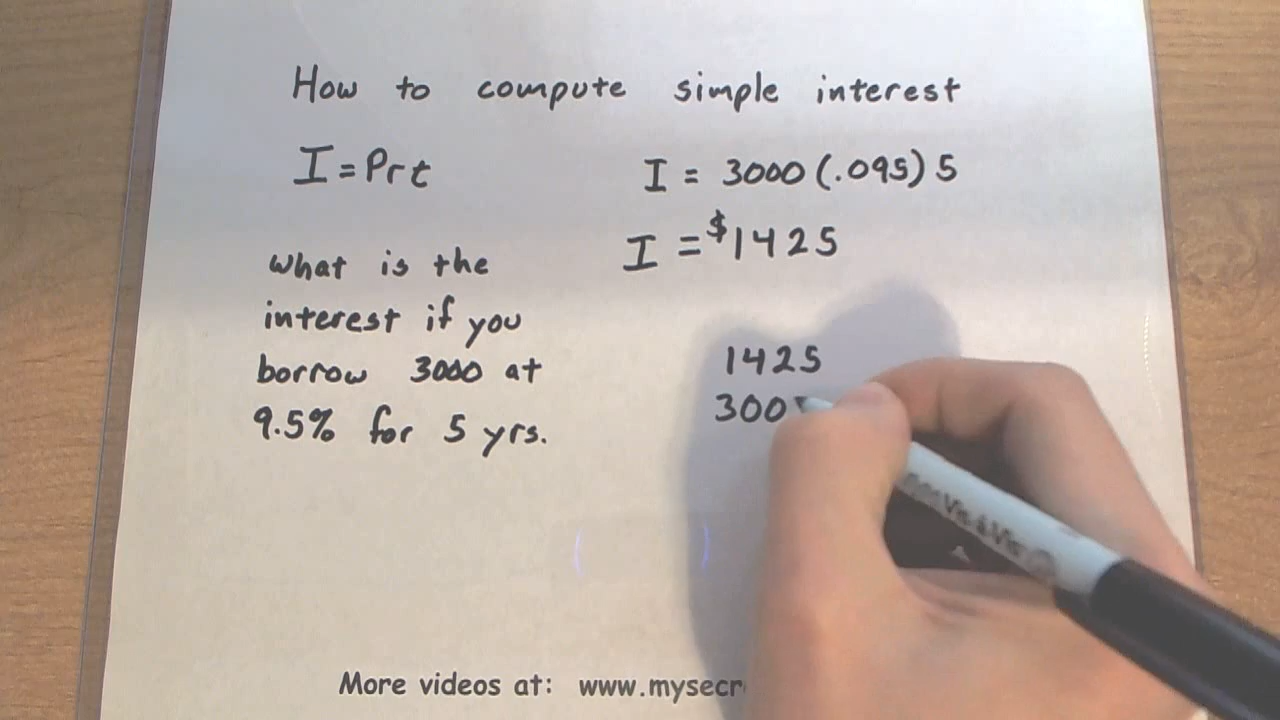 How to compute simple interest
I = Prt
what is the
interest if you
borrow 3000 at
9.5% for 5 yrs.
I = 3000 (.095) 5
I = $1425
1425
300
More videos at: www.mysecr